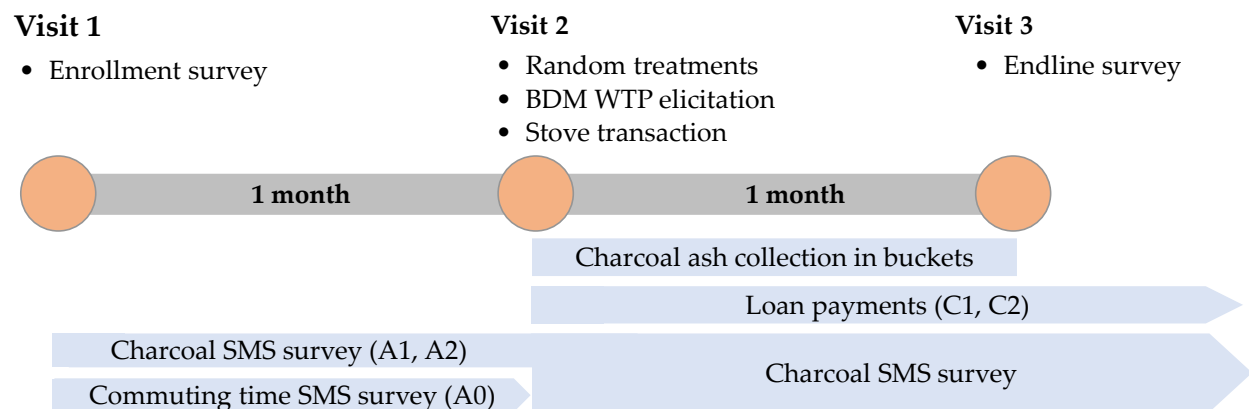 Visit 1
• Enrollment survey
Visit 2
• Random treatments
• BDM WTP elicitation
• Stove transaction
Visit 3
• Endline survey
1 month
1 month
Charcoal ash collection in buckets
Loan payments (C1, C2)
Charcoal SMS survey (A1, A2)
Commuting time SMS survey (A0)
Charcoal SMS survey